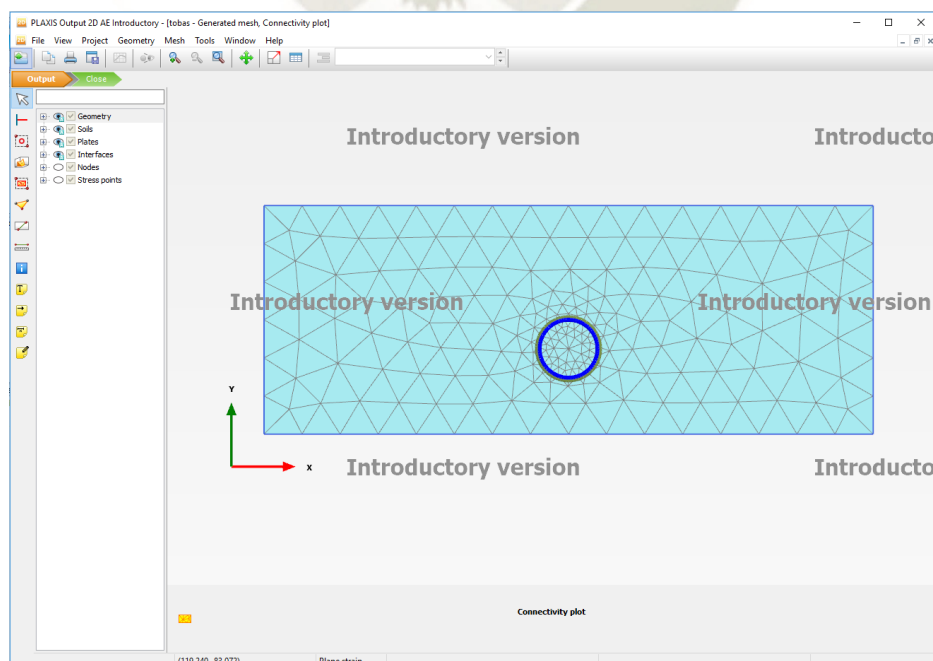 PLAXIS Output 2D AE Introductory - [tobas - Generated mesh, Connectivity plot]
File View Project Geometry Mesh Tools Window Help
Output Close
Geometry
Soils
Plates
Interfaces
Nodes
Stress points
Introductory version Introducto
Introductory version Introductory version
Y
X
Introductory version Introducto
Connectivity plot
Plane strain